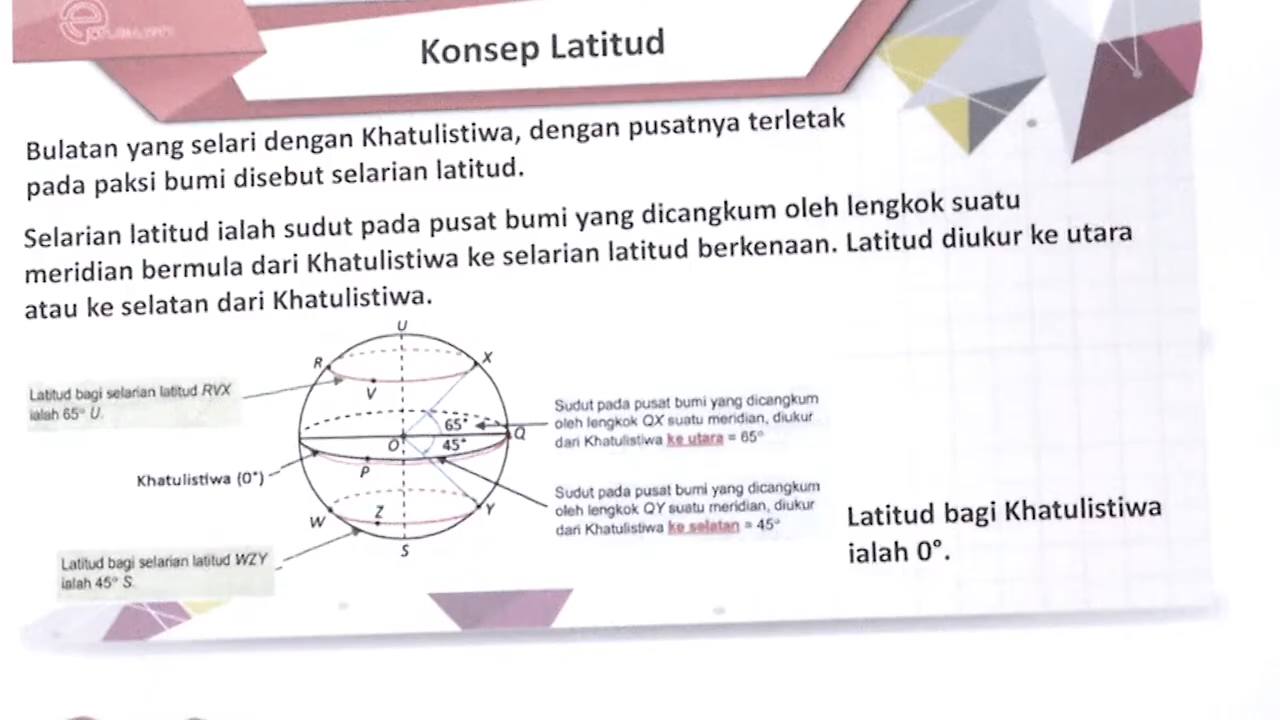 Konsep Latitud
Bulatan yang selari dengan Khatulistiwa, dengan pusatnya terletak
pada paksi bumi disebut selarian latitud.
Selarian latitud ialah sudut pada pusat bumi yang dicangkum oleh lengkok suatu
meridian bermula dari Khatulistiwa ke selarian latitud berkenaan. Latitud diukur ke utara
atau ke selatan dari Khatulistiwa.
U
R
X
V
Latitud bagi selarian latitud RVX
ialah 65° U.
65°
O
45°
Q
Sudut pada pusat bumi yang dicangkum
oleh lengkok QX suatu meridian, diukur
dari Khatulistiwa ke utara = 65°
Khatulistiwa (0°)
P
Sudut pada pusat bumi yang dicangkum
oleh lengkok QY suatu meridian, diukur
dari Khatulistiwa ke selatan = 45°
W
Z
Y
S
Latitud bagi selarian latitud WZY
ialah 45° S.
Latitud bagi Khatulistiwa
ialah 0°.